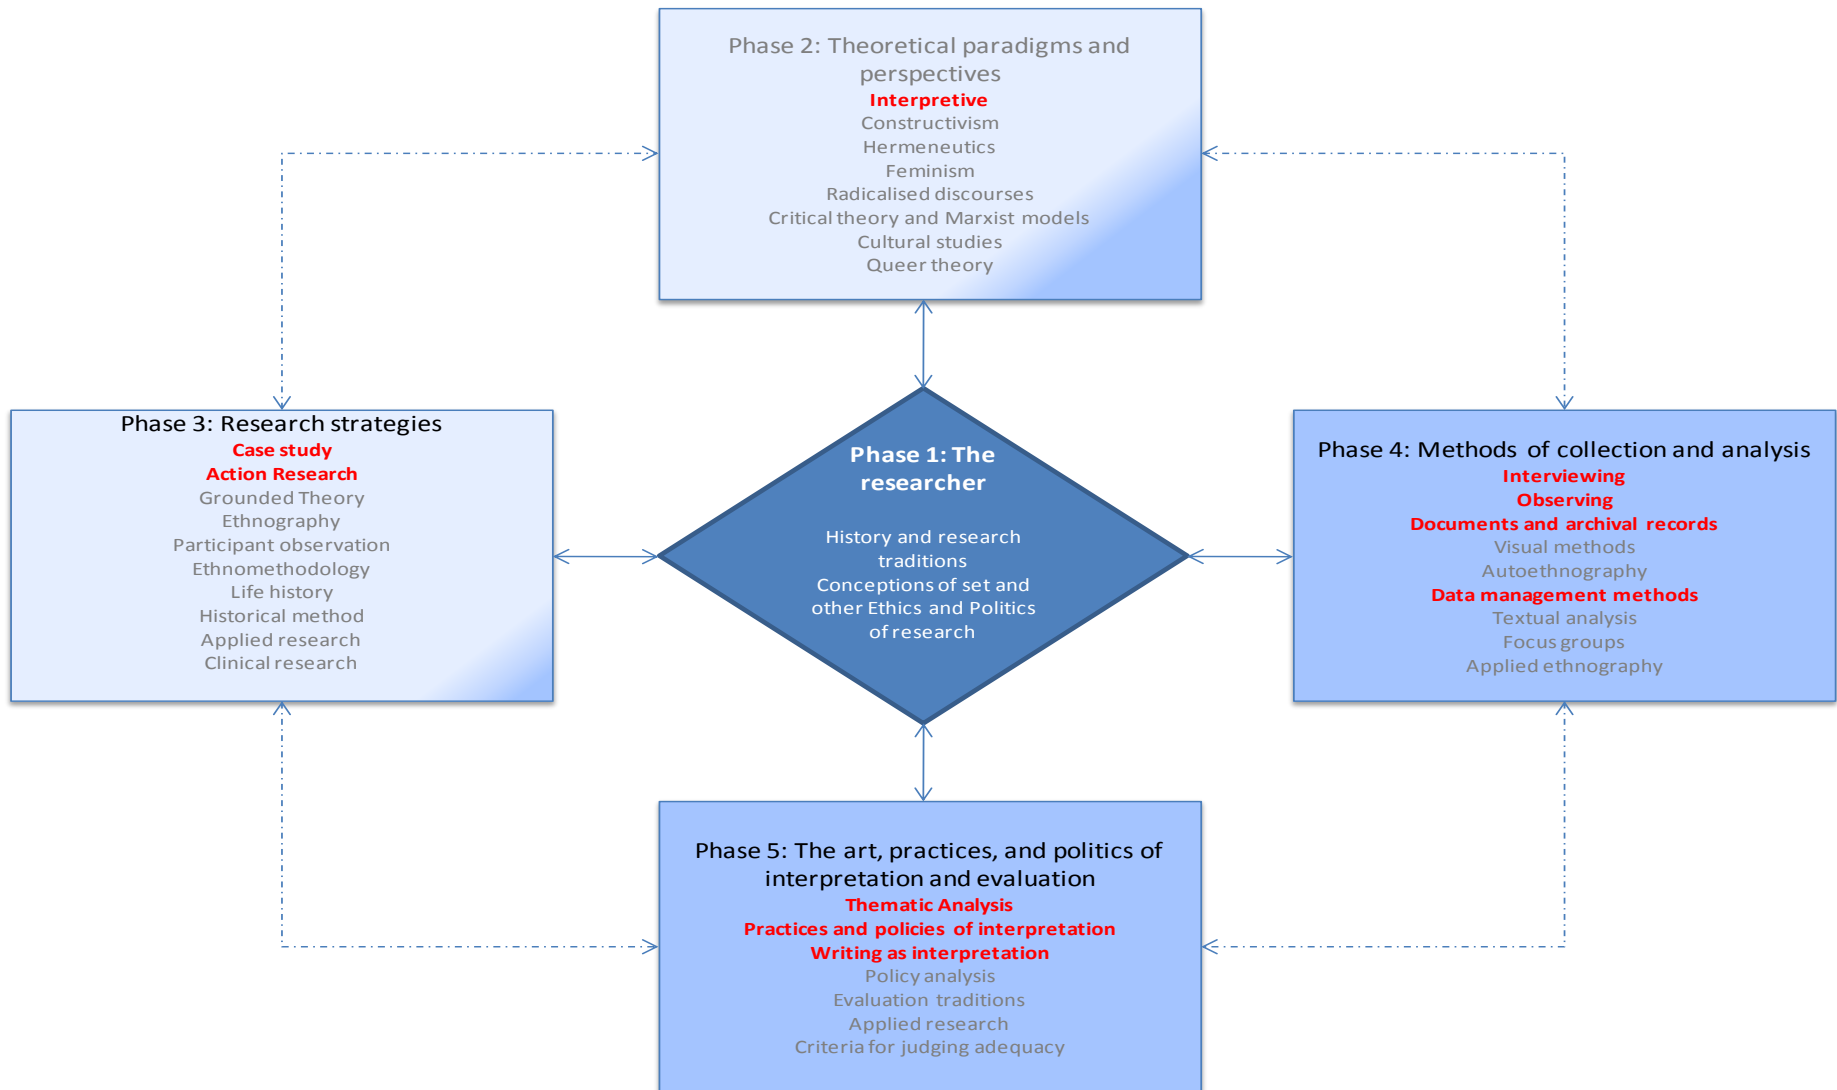 Phase 2: Theoretical paradigms and
perspectives
Interpretive
Constructivism
Hermeneutics
Feminism
Radicalised discourses
Critical theory and Marxist models
Cultural studies
Queer theory
Phase 3: Research strategies
Case study
Action Research
Grounded Theory
Ethnography
Participant observation
Ethnomethodology
Life history
Historical method
Applied research
Clinical research
Phase 1: The
researcher
History and research
traditions
Conceptions of set and
other Ethics and Politics
of research
Phase 4: Methods of collection and analysis
Interviewing
Observing
Documents and archival records
Visual methods
Autoethnography
Data management methods
Textual analysis
Focus groups
Applied ethnography
Phase 5: The art, practices, and politics of
interpretation and evaluation
Thematic Analysis
Practices and policies of interpretation
Writing as interpretation
Policy analysis
Evaluation traditions
Applied research
Criteria for judging adequacy